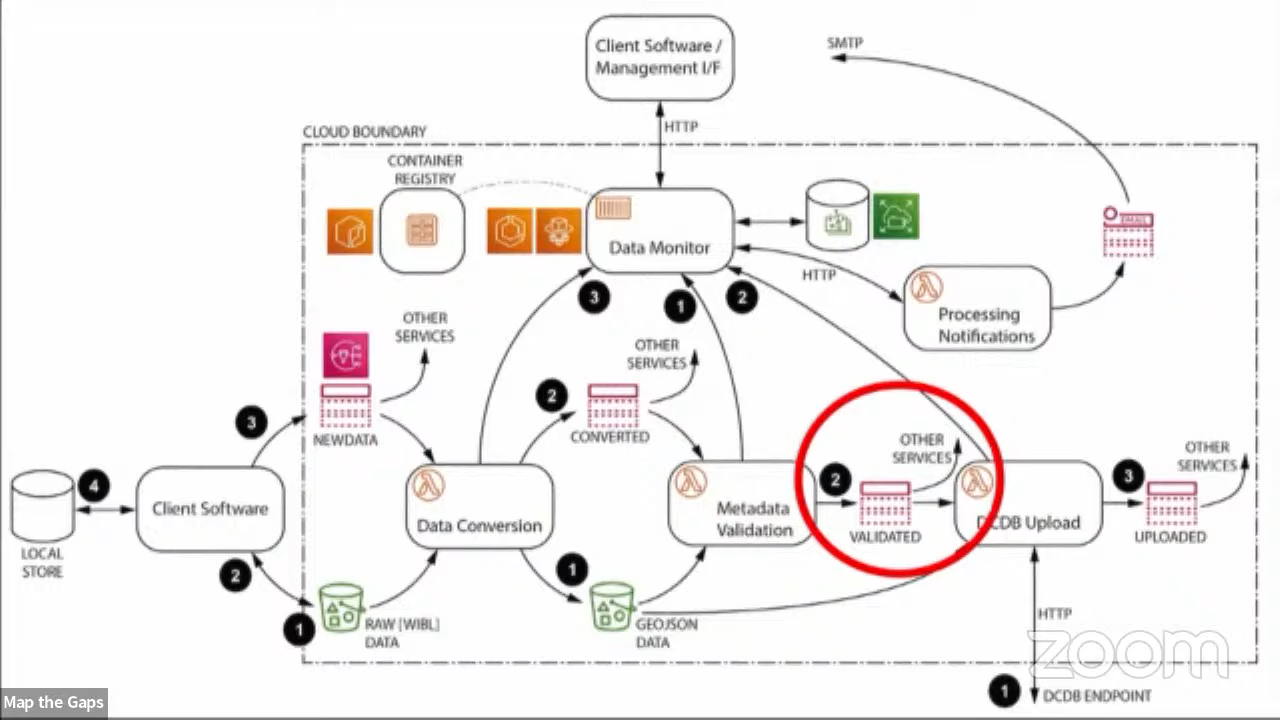 Client Software /
Management I/F
SMTP
HTTP
CLOUD BOUNDARY
CONTAINER
REGISTRY
Data Monitor
EMAIL
HTTP
Processing
Notifications
3
1
2
OTHER
SERVICES
OTHER
SERVICES
3
NEWDATA
2
CONVERTED
OTHER
SERVICES
OTHER
SERVICES
4
LOCAL
STORE
Client Software
Data Conversion
Metadata
Validation
2
VALIDATED
DCDB Upload
3
UPLOADED
2
1
RAW [WIBL]
DATA
1
GEOJSON
DATA
HTTP
zoom
1
DCDB ENDPOINT
Map the Gaps